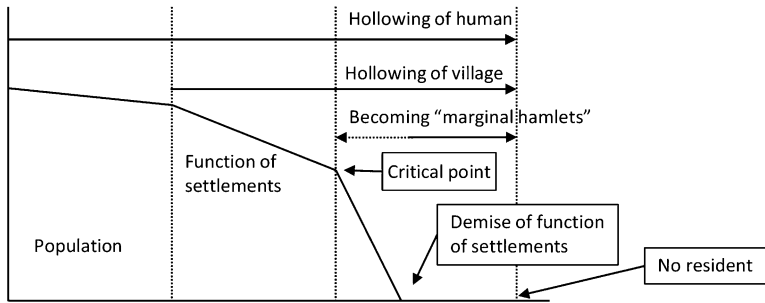 Hollowing of human
Hollowing of village
Becoming “marginal hamlets”
Function of
settlements
Critical point
Population
Demise of function
of settlements
No resident